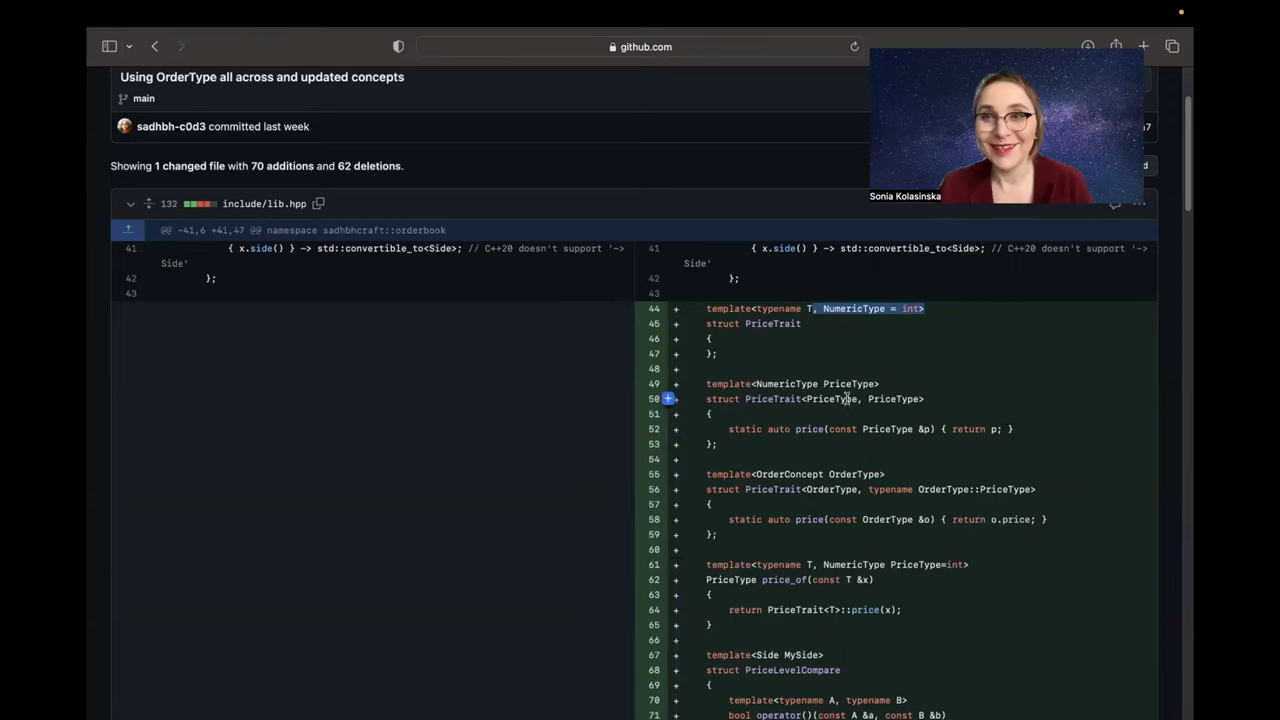 github.com
Using OrderType all across and updated concepts
main
sadhbh-c0d3 committed last week
7
Showing 1 changed file with 70 additions and 62 deletions.
d
Sonia Kolasinska
132 include/lib.hpp
@@ -41,6 +41,47 @@ namespace sadhbhcraft::orderbook
41 { x.side() } -> std::convertible_to<Side>; // C++20 doesn't support '->
Side'
42 };
43
41 { x.side() } -> std::convertible_to<Side>; // C++20 doesn't support '->
Side'
42 };
43
44 + template<typename T, NumericType = int>
45 + struct PriceTrait
46 + {
47 + };
48 +
49 + template<NumericType PriceType>
50 + struct PriceTrait<PriceType, PriceType>
51 + {
52 + static auto price(const PriceType &p) { return p; }
53 + };
54 +
55 + template<OrderConcept OrderType>
56 + struct PriceTrait<OrderType, typename OrderType::PriceType>
57 + {
58 + static auto price(const OrderType &o) { return o.price; }
59 + };
60 +
61 + template<typename T, NumericType PriceType=int>
62 + PriceType price_of(const T &x)
63 + {
64 + return PriceTrait<T>::price(x);
65 + }
66 +
67 + template<Side MySide>
68 + struct PriceLevelCompare
69 + {
70 + template<typename A, typename B>
71 + bool operator()(const A &a, const B &b)